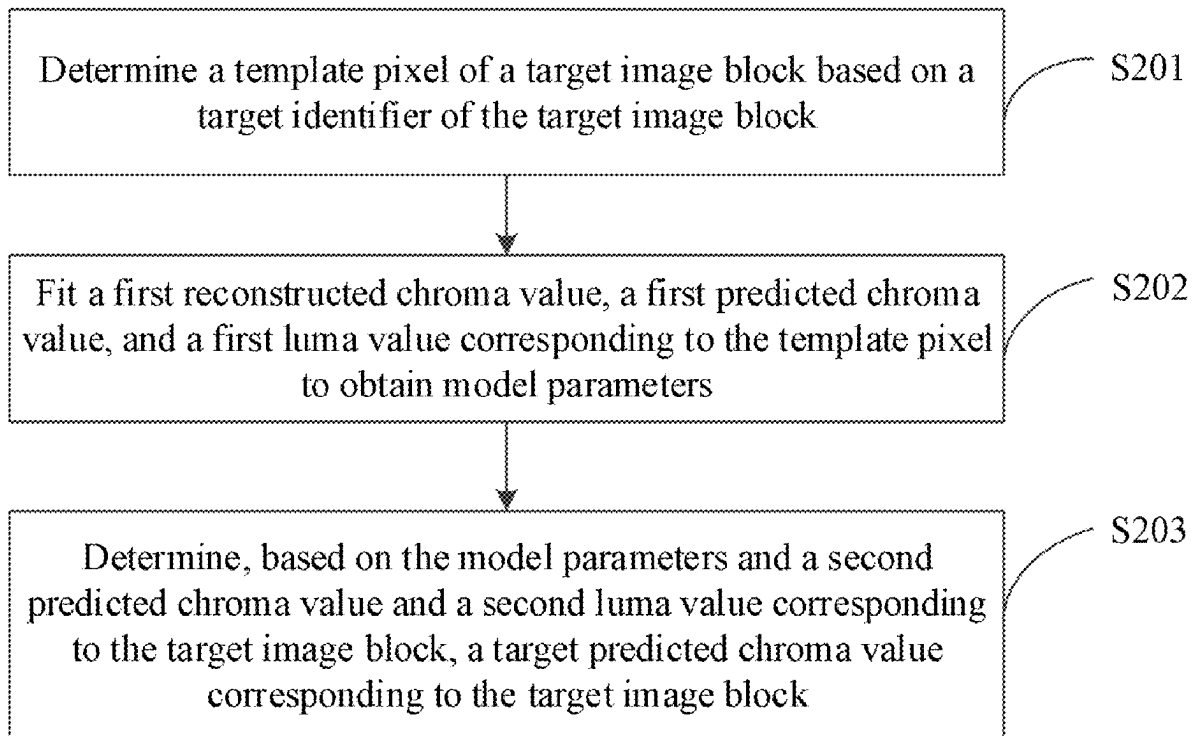 Determine a template pixel of a target image block based on a
target identifier of the target image block
S201
Fit a first reconstructed chroma value, a first predicted chroma
value, and a first luma value corresponding to the template pixel
to obtain model parameters
S202
Determine, based on the model parameters and a second
predicted chroma value and a second luma value corresponding
to the target image block, a target predicted chroma value
corresponding to the target image block
S203